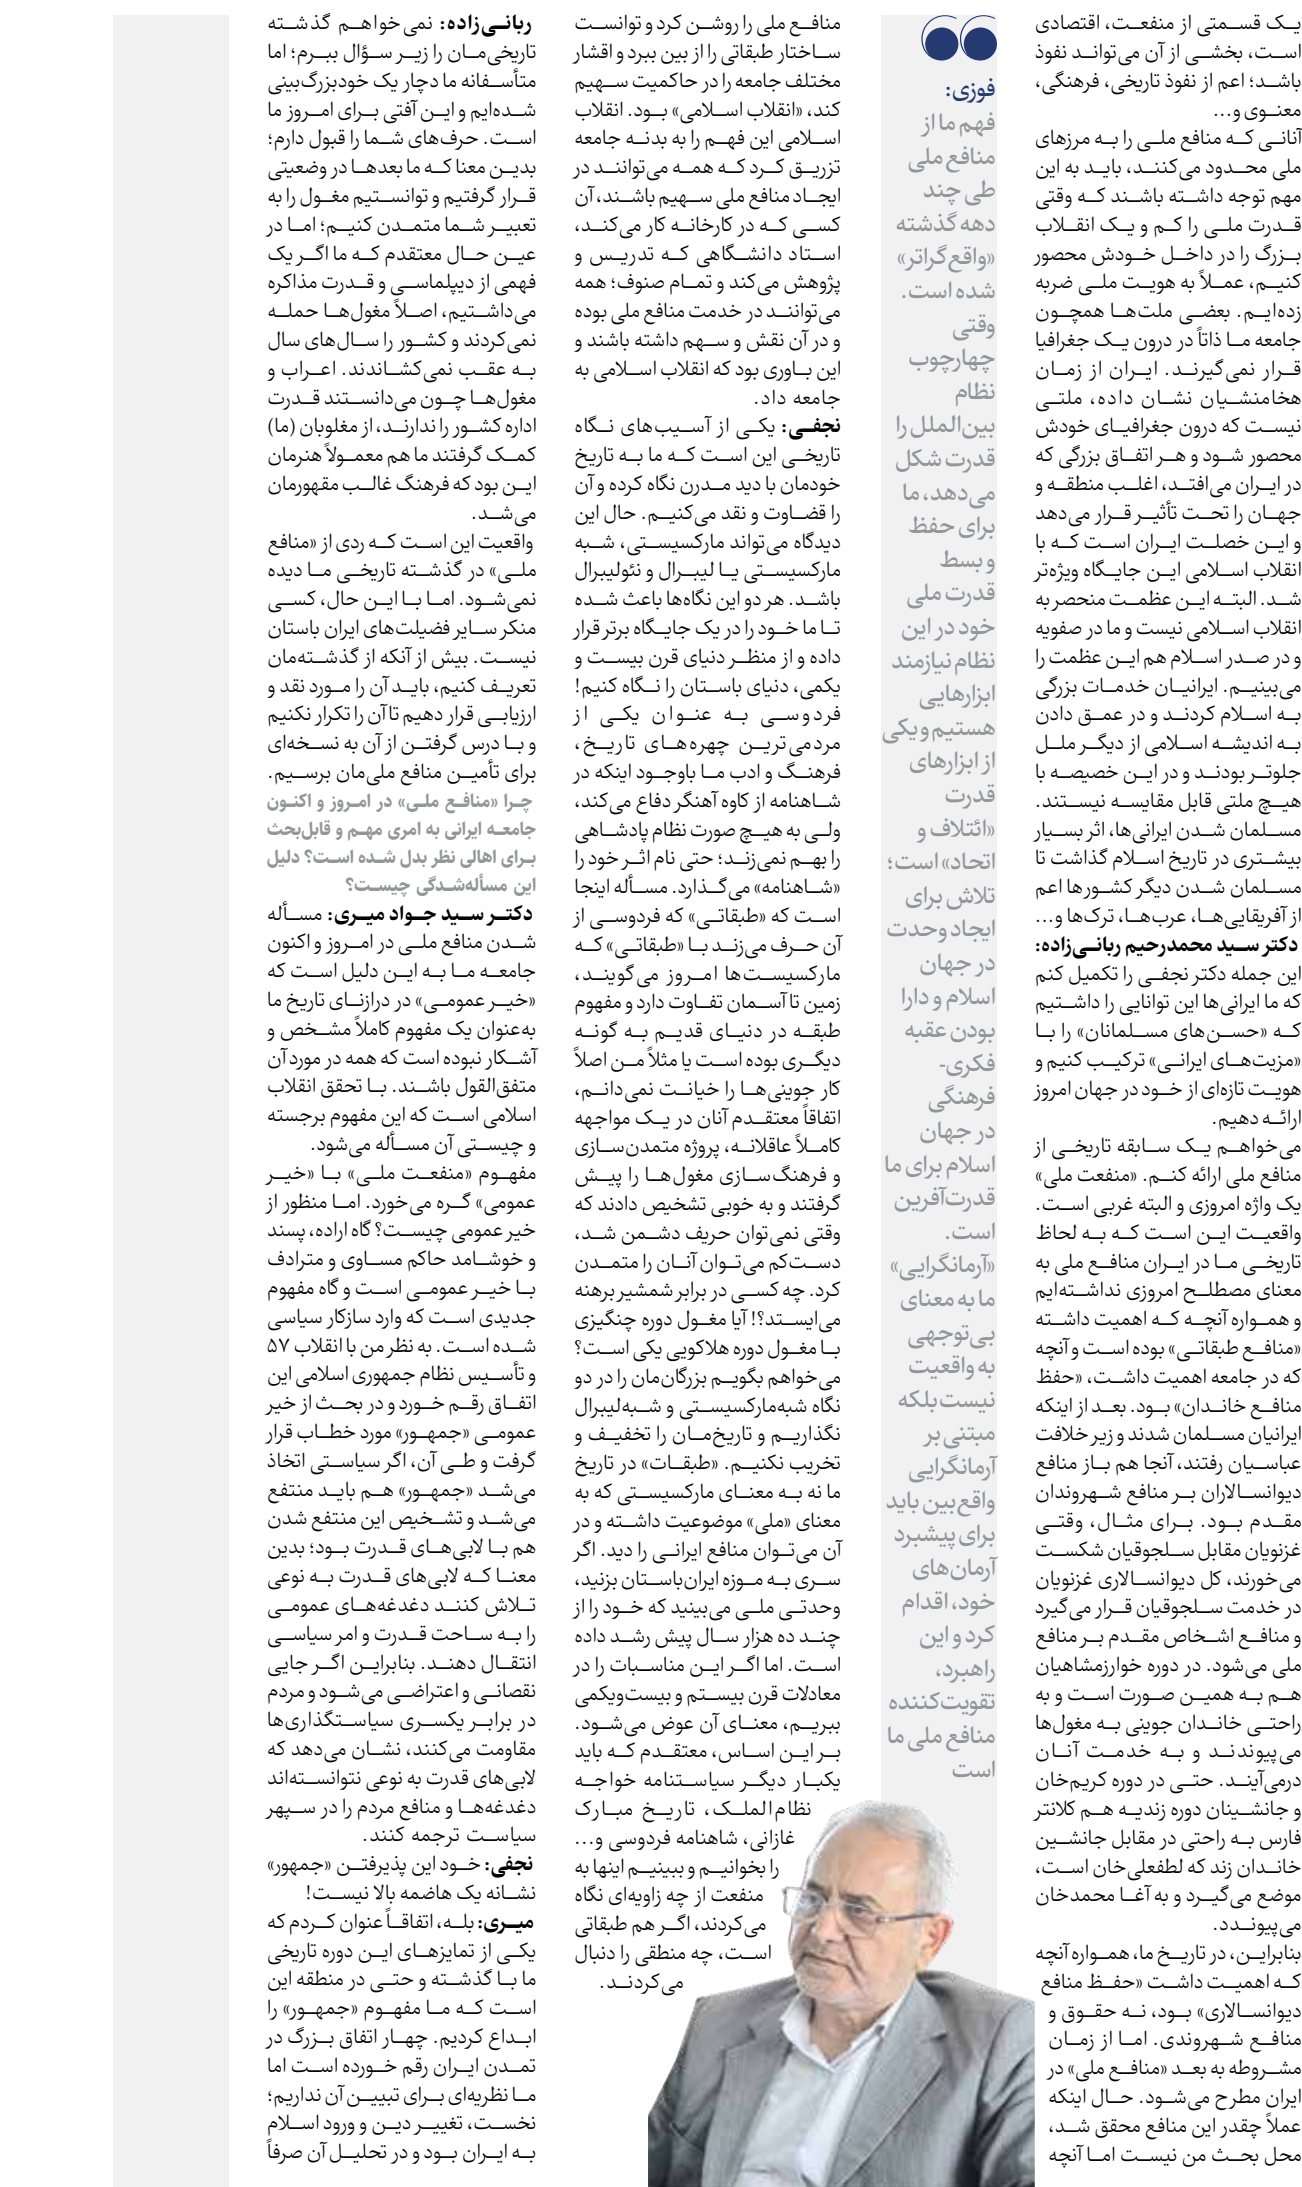 یک قسمتی از منفعت، اقتصادی
است، بخشی از آن می‌تواند نفوذ
باشد؛ اعم از نفوذ تاریخی، فرهنگی،
معنوی و...
آنانی که منافع ملی را به مرزهای
ملی محدود می‌کنند، باید به این
مهم توجه داشته باشند که وقتی
قدرت ملی را کم و یک انقلاب
بزرگ را در داخل خودش محصور
کنیم، عملاً به هویت ملی ضربه
زده‌ایم. بعضی ملت‌ها همچون
جامعه ما ذاتاً در درون یک جغرافیا
قرار نمی‌گیرند. ایران از زمان
هخامنشیان نشان داده، ملتی
نیست که درون جغرافیای خودش
محصور شود و هر اتفاق بزرگی که
در ایران می‌افتد، اغلب منطقه و
جهان را تحت تأثیر قرار می‌دهد
و این خصلت ایران است که با
انقلاب اسلامی این جایگاه ویژه‌تر
شد. البته این عظمت منحصر به
انقلاب اسلامی نیست و ما در صفویه
و در صدر اسلام هم این عظمت را
می‌بینیم. ایرانیان خدمات بزرگی
به اسلام کردند و در عمق دادن
به اندیشه اسلامی از دیگر ملل
جلوتر بودند و در این خصیصه با
هیچ ملتی قابل مقایسه نیستند.
مسلمان شدن ایرانی‌ها، اثر بسیار
بیشتری در تاریخ اسلام گذاشت تا
مسلمان شدن دیگر کشورها اعم
از آفریقایی‌ها، عرب‌ها، ترک‌ها و...
دکتر سید محمدرحیم ربانی‌زاده:
این جمله دکتر نجفی را تکمیل کنم
که ما ایرانی‌ها این توانایی را داشتیم
که «حسن‌های مسلمانان» را با
«مزیت‌های ایرانی» ترکیب کنیم و
هویت تازه‌ای از خود در جهان امروز
ارائه دهیم.
می‌خواهم یک سابقه تاریخی از
منافع ملی ارائه کنم. «منفعت ملی»
یک واژه امروزی و البته غربی است.
واقعیت این است که به لحاظ
تاریخی ما در ایران منافع ملی به
معنای مصطلح امروزی نداشته‌ایم
و همواره آنچه که اهمیت داشته
«منافع طبقاتی» بوده است و آنچه
که در جامعه اهمیت داشت، «حفظ
منافع خاندان» بود. بعد از اینکه
ایرانیان مسلمان شدند و زیر خلافت
عباسیان رفتند، آنجا هم باز منافع
دیوانسالاران بر منافع شهروندان
مقدم بود. برای مثال، وقتی
غزنویان مقابل سلجوقیان شکست
می‌خورند، کل دیوانسالاری غزنویان
در خدمت سلجوقیان قرار می‌گیرد
و منافع اشخاص مقدم بر منافع
ملی می‌شود. در دوره خوارزمشاهیان
هم به همین صورت است و به
راحتی خاندان جوینی به مغول‌ها
می‌پیوندند و به خدمت آنان
درمی‌آیند. حتی در دوره کریم‌خان
و جانشینان دوره زندیه هم کلانتر
فارس به راحتی در مقابل جانشین
خاندان زند که لطفعلی‌خان است،
موضع می‌گیرد و به آغا محمدخان
می‌پیوندد.
بنابراین، در تاریخ ما، همواره آنچه
که اهمیت داشت «حفظ منافع
دیوانسالاری» بود، نه حقوق و
منافع شهروندی. اما از زمان
مشروطه به بعد «منافع ملی» در
ایران مطرح می‌شود. حال اینکه
عملاً چقدر این منافع محقق شد،
محل بحث من نیست اما آنچه
فوزی:
فهم ما از
منافع ملی
طی چند
دهه گذشته
«واقع‌گراتر»
شده است.
وقتی
چهارچوب
نظام
بین‌الملل را
قدرت شکل
می‌دهد، ما
برای حفظ
و بسط
قدرت ملی
خود در این
نظام نیازمند
ابزارهایی
هستیم و یکی
از ابزارهای
قدرت
«ائتلاف و
اتحاد» است؛
تلاش برای
ایجاد وحدت
در جهان
اسلام و دارا
بودن عقبه
فکری-
فرهنگی
در جهان
اسلام برای ما
قدرت‌آفرین
است.
«آرمانگرایی»
ما به معنای
بی‌توجهی
به واقعیت
نیست بلکه
مبتنی بر
آرمانگرایی
واقع‌بین باید
برای پیشبرد
آرمان‌های
خود، اقدام
کرد و این
راهبرد،
تقویت‌کننده
منافع ملی ما
است
منافع ملی را روشن کرد و توانست
ساختار طبقاتی را از بین ببرد و اقشار
مختلف جامعه را در حاکمیت سهیم
کند، «انقلاب اسلامی» بود. انقلاب
اسلامی این فهم را به بدنه جامعه
تزریق کرد که همه می‌توانند در
ایجاد منافع ملی سهیم باشند، آن
کسی که در کارخانه کار می‌کند،
استاد دانشگاهی که تدریس و
پژوهش می‌کند و تمام صنوف؛ همه
می‌توانند در خدمت منافع ملی بوده
و در آن نقش و سهم داشته باشند و
این باوری بود که انقلاب اسلامی به
جامعه داد.
نجفی: یکی از آسیب‌های نگاه
تاریخی این است که ما به تاریخ
خودمان با دید مدرن نگاه کرده و آن
را قضاوت و نقد می‌کنیم. حال این
دیدگاه می‌تواند مارکسیستی، شبه
مارکسیستی یا لیبرال و نئولیبرال
باشد. هر دو این نگاه‌ها باعث شده
تا ما خود را در یک جایگاه برتر قرار
داده و از منظر دنیای قرن بیست و
یکمی، دنیای باستان را نگاه کنیم!
فردوسی به عنوان یکی از
مردمی‌ترین چهره‌های تاریخ،
فرهنگ و ادب ما باوجود اینکه در
شاهنامه از کاوه آهنگر دفاع می‌کند،
ولی به هیچ صورت نظام پادشاهی
را بهم نمی‌زند؛ حتی نام اثر خود را
«شاهنامه» می‌گذارد. مسأله اینجا
است که «طبقاتی» که فردوسی از
آن حرف می‌زند با «طبقاتی» که
مارکسیست‌ها امروز می‌گویند،
زمین تا آسمان تفاوت دارد و مفهوم
طبقه در دنیای قدیم به گونه
دیگری بوده است یا مثلاً من اصلاً
کار جوینی‌ها را خیانت نمی‌دانم،
اتفاقاً معتقدم آنان در یک مواجهه
کاملاً عاقلانه، پروژه متمدن‌سازی
و فرهنگ‌سازی مغول‌ها را پیش
گرفتند و به خوبی تشخیص دادند که
وقتی نمی‌توان حریف دشمن شد،
دست‌کم می‌توان آنان را متمدن
کرد. چه کسی در برابر شمشیر برهنه
می‌ایستد؟! آیا مغول دوره چنگیزی
با مغول دوره هلاکویی یکی است؟
می‌خواهم بگویم بزرگان‌مان را در دو
نگاه شبه‌مارکسیستی و شبه‌لیبرال
نگذاریم و تاریخ‌مان را تخفیف و
تخریب نکنیم. «طبقات» در تاریخ
ما نه به معنای مارکسیستی که به
معنای «ملی» موضوعیت داشته و در
آن می‌توان منافع ایرانی را دید. اگر
سری به موزه ایران‌باستان بزنید،
وحدتی ملی می‌بینید که خود را از
چند ده هزار سال پیش رشد داده
است. اما اگر این مناسبات را در
معادلات قرن بیستم و بیست‌ویکمی
ببریم، معنای آن عوض می‌شود.
بر این اساس، معتقدم که باید
یکبار دیگر سیاستنامه خواجه
نظام‌الملک، تاریخ مبارک
غازانی، شاهنامه فردوسی و...
را بخوانیم و ببینیم اینها به
منفعت از چه زاویه‌ای نگاه
می‌کردند، اگر هم طبقاتی
است، چه منطقی را دنبال
می‌کردند.
ربانی‌زاده: نمی‌خواهم گذشته
تاریخی‌مان را زیر سؤال ببرم؛ اما
متأسفانه ما دچار یک خودبزرگ‌بینی
شده‌ایم و این آفتی برای امروز ما
است. حرف‌های شما را قبول دارم؛
بدین معنا که ما بعدها در وضعیتی
قرار گرفتیم و توانستیم مغول را به
تعبیر شما متمدن کنیم؛ اما در
عین حال معتقدم که ما اگر یک
فهمی از دیپلماسی و قدرت مذاکره
می‌داشتیم، اصلاً مغول‌ها حمله
نمی‌کردند و کشور را سال‌های سال
به عقب نمی‌کشاندند. اعراب و
مغول‌ها چون می‌دانستند قدرت
اداره کشور را ندارند، از مغلوبان (ما)
کمک گرفتند ما هم معمولاً هنرمان
این بود که فرهنگ غالب مقهورمان
می‌شد.
واقعیت این است که ردی از «منافع
ملی» در گذشته تاریخی ما دیده
نمی‌شود. اما با این حال، کسی
منکر سایر فضیلت‌های ایران باستان
نیست. بیش از آنکه از گذشته‌مان
تعریف کنیم، باید آن را مورد نقد و
ارزیابی قرار دهیم تا آن را تکرار نکنیم
و با درس گرفتن از آن به نسخه‌ای
برای تأمین منافع ملی‌مان برسیم.
چرا «منافع ملی» در امروز و اکنون
جامعه ایرانی به امری مهم و قابل‌بحث
برای اهالی نظر بدل شده است؟ دلیل
این مسأله‌شدگی چیست؟
دکتر سید جواد میری: مسأله
شدن منافع ملی در امروز و اکنون
جامعه ما به این دلیل است که
«خیر عمومی» در درازنای تاریخ ما
به‌عنوان یک مفهوم کاملاً مشخص و
آشکار نبوده است که همه در مورد آن
متفق‌القول باشند. با تحقق انقلاب
اسلامی است که این مفهوم برجسته
و چیستی آن مسأله می‌شود.
مفهوم «منفعت ملی» با «خیر
عمومی» گره می‌خورد. اما منظور از
خیر عمومی چیست؟ گاه اراده، پسند
و خوشامد حاکم مساوی و مترادف
با خیر عمومی است و گاه مفهوم
جدیدی است که وارد سازکار سیاسی
شده است. به نظر من با انقلاب ۵۷
و تأسیس نظام جمهوری اسلامی این
اتفاق رقم خورد و در بحث از خیر
عمومی «جمهور» مورد خطاب قرار
گرفت و طی آن، اگر سیاستی اتخاذ
می‌شد «جمهور» هم باید منتفع
می‌شد و تشخیص این منتفع شدن
هم با لابی‌های قدرت بود؛ بدین
معنا که لابی‌های قدرت به نوعی
تلاش کنند دغدغه‌های عمومی
را به ساحت قدرت و امر سیاسی
انتقال دهند. بنابراین اگر جایی
نقصانی و اعتراضی می‌شود و مردم
در برابر یکسری سیاستگذاری‌ها
مقاومت می‌کنند، نشان می‌دهد که
لابی‌های قدرت به نوعی نتوانسته‌اند
دغدغه‌ها و منافع مردم را در سپهر
سیاست ترجمه کنند.
نجفی: خود این پذیرفتن «جمهور»
نشانه یک هاضمه بالا نیست!
میری: بله، اتفاقاً عنوان کردم که
یکی از تمایزهای این دوره تاریخی
ما با گذشته و حتی در منطقه این
است که ما مفهوم «جمهور» را
ابداع کردیم. چهار اتفاق بزرگ در
تمدن ایران رقم خورده است اما
ما نظریه‌ای برای تبیین آن نداریم؛
نخست، تغییر دین و ورود اسلام
به ایران بود و در تحلیل آن صرفاً